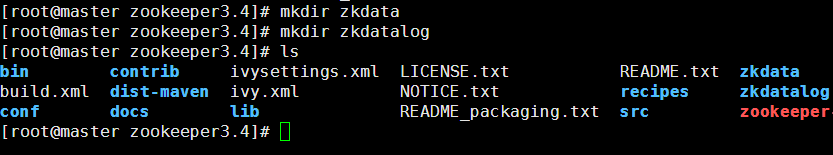 [root@master zookeeper3.4]# mkdir zkdata
[root@master zookeeper3.4]# mkdir zkdatalog
[root@master zookeeper3.4]# ls
bin contrib ivysettings.xml LICENSE.txt README.txt zkdata
build.xml dist-maven ivy.xml NOTICE.txt recipes zkdatalog
conf docs lib README_packaging.txt src zookeeper-
[root@master zookeeper3.4]#